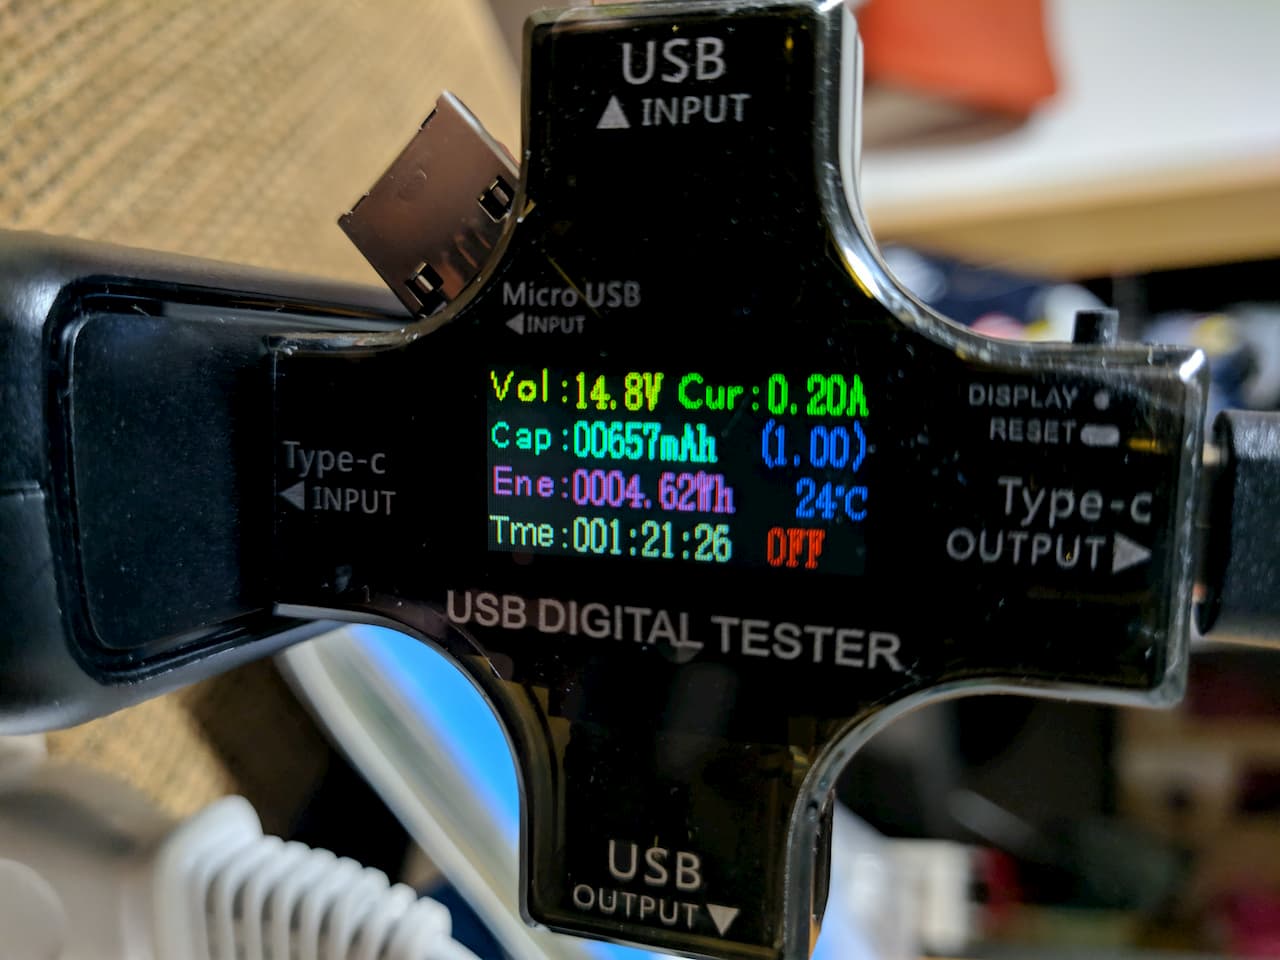 USB
▲ INPUT
Micro USB
◀INPUT
Vol:14.8V Cur:0.20A
Cap:00657mAh (1.00)
Ene:0004.62Wh 24℃
Tme:001:21:26 OFF
DISPLAY
RESET
Type-c
◀ INPUT
Type-c
OUTPUT▶
USB DIGITAL TESTER
USB
OUTPUT▼